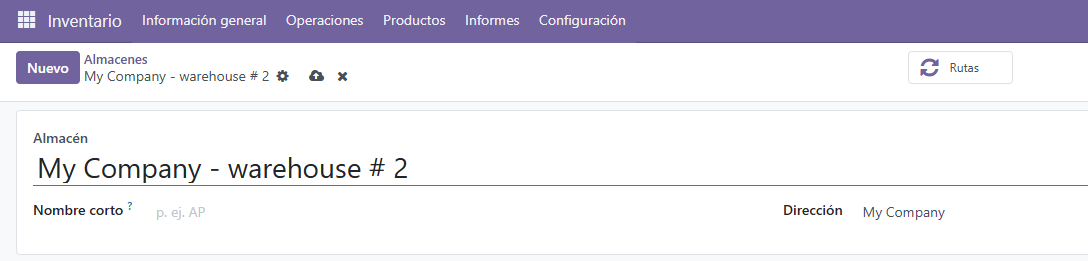 Inventario Información general Operaciones Productos Informes Configuración
Nuevo
Almacenes
My Company - warehouse # 2
Rutas
Almacén
My Company - warehouse # 2
Nombre corto ? p. ej. AP
Dirección My Company